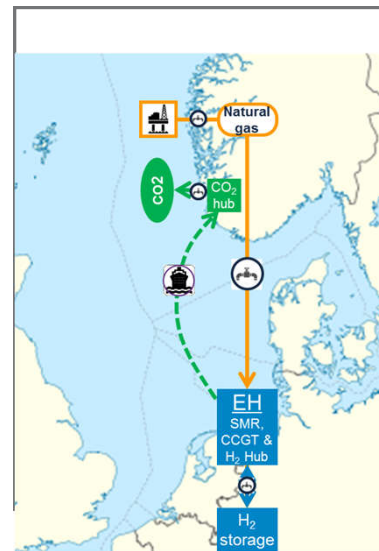 Natural
gas
CO2
CO₂
hub
EH
SMR,
CCGT &
H₂ Hub
H₂
storage